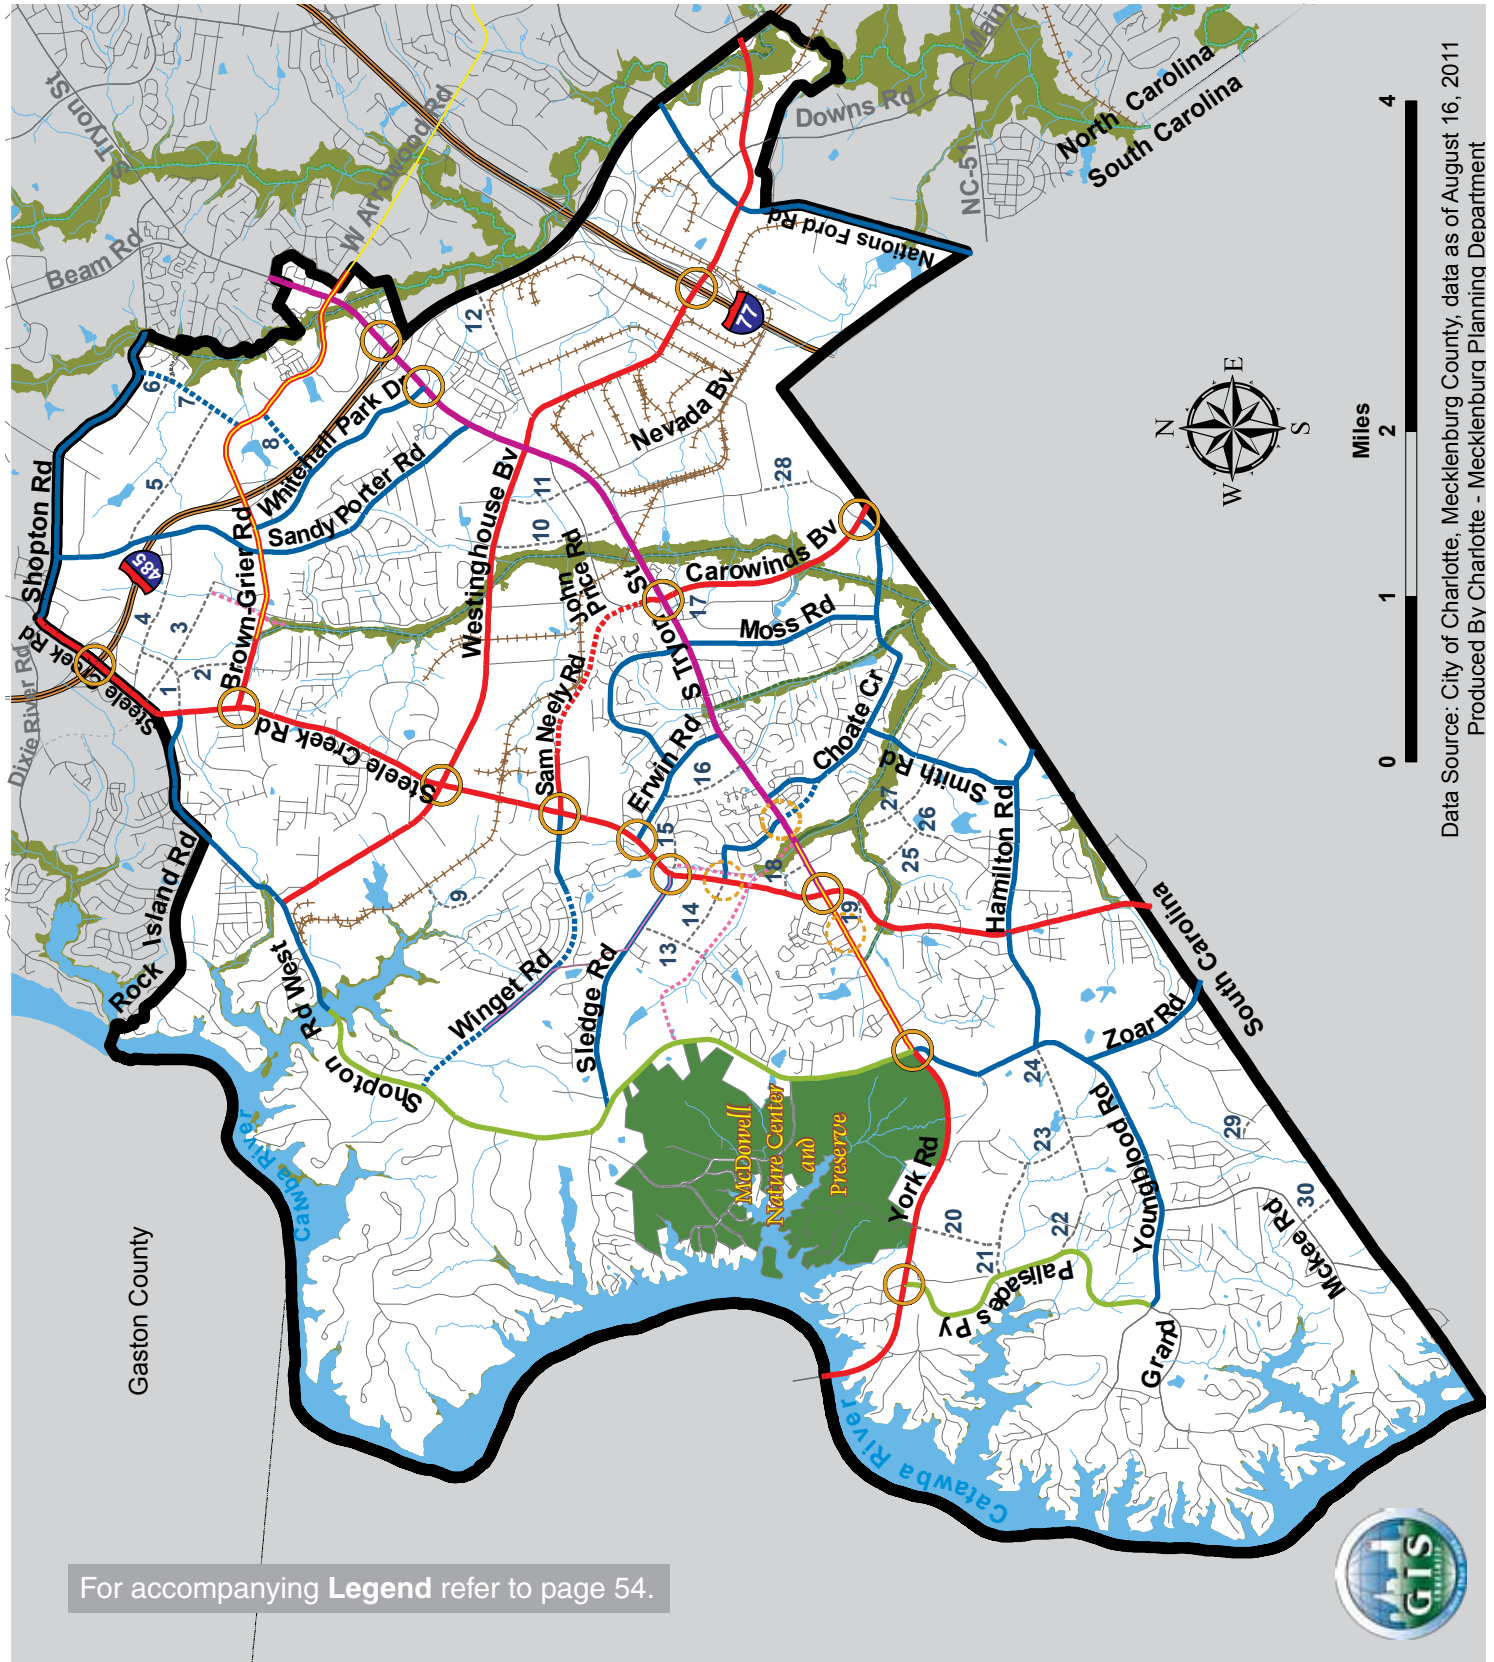 S Tryon St
Main
North Carolina
South Carolina
Downs Rd
W Arrowood Rd
NC-51
Beam Rd
Nations Ford Rd
12
77
6
7
8
5
Whitehall Park Dr
Nevada Bv
Shopton Rd
Sandy Porter Rd
Westinghouse Bv
11
10
28
Brown-Grier Rd
485
John Price Rd
Carowinds Bv
4
3
2
1
S Tryon St
17
Moss Rd
Steele Creek Rd
Dixie River Rd
Steele Creek Rd
Sam Neely Rd
Erwin Rd
16
Choate Cr
Smith Rd
27
26
25
15
18
19
Hamilton Rd
Rock Island Rd
9
14
13
Shopton Rd West
Winget Rd
Sledge Rd
Zoar Rd
South Carolina
24
23
Youngblood Rd
29
Catawba River
McDowell
Nature Center
and
Preserve
York Rd
20
21
22
30
Mckee Rd
Grand Palisades Py
Catawba River
Gaston County
N
E
S
W
0
1
2
4
Miles
Data Source: City of Charlotte, Mecklenburg County, data as of August 16, 2011
Produced By Charlotte - Mecklenburg Planning Department
For accompanying Legend refer to page 54.
GIS